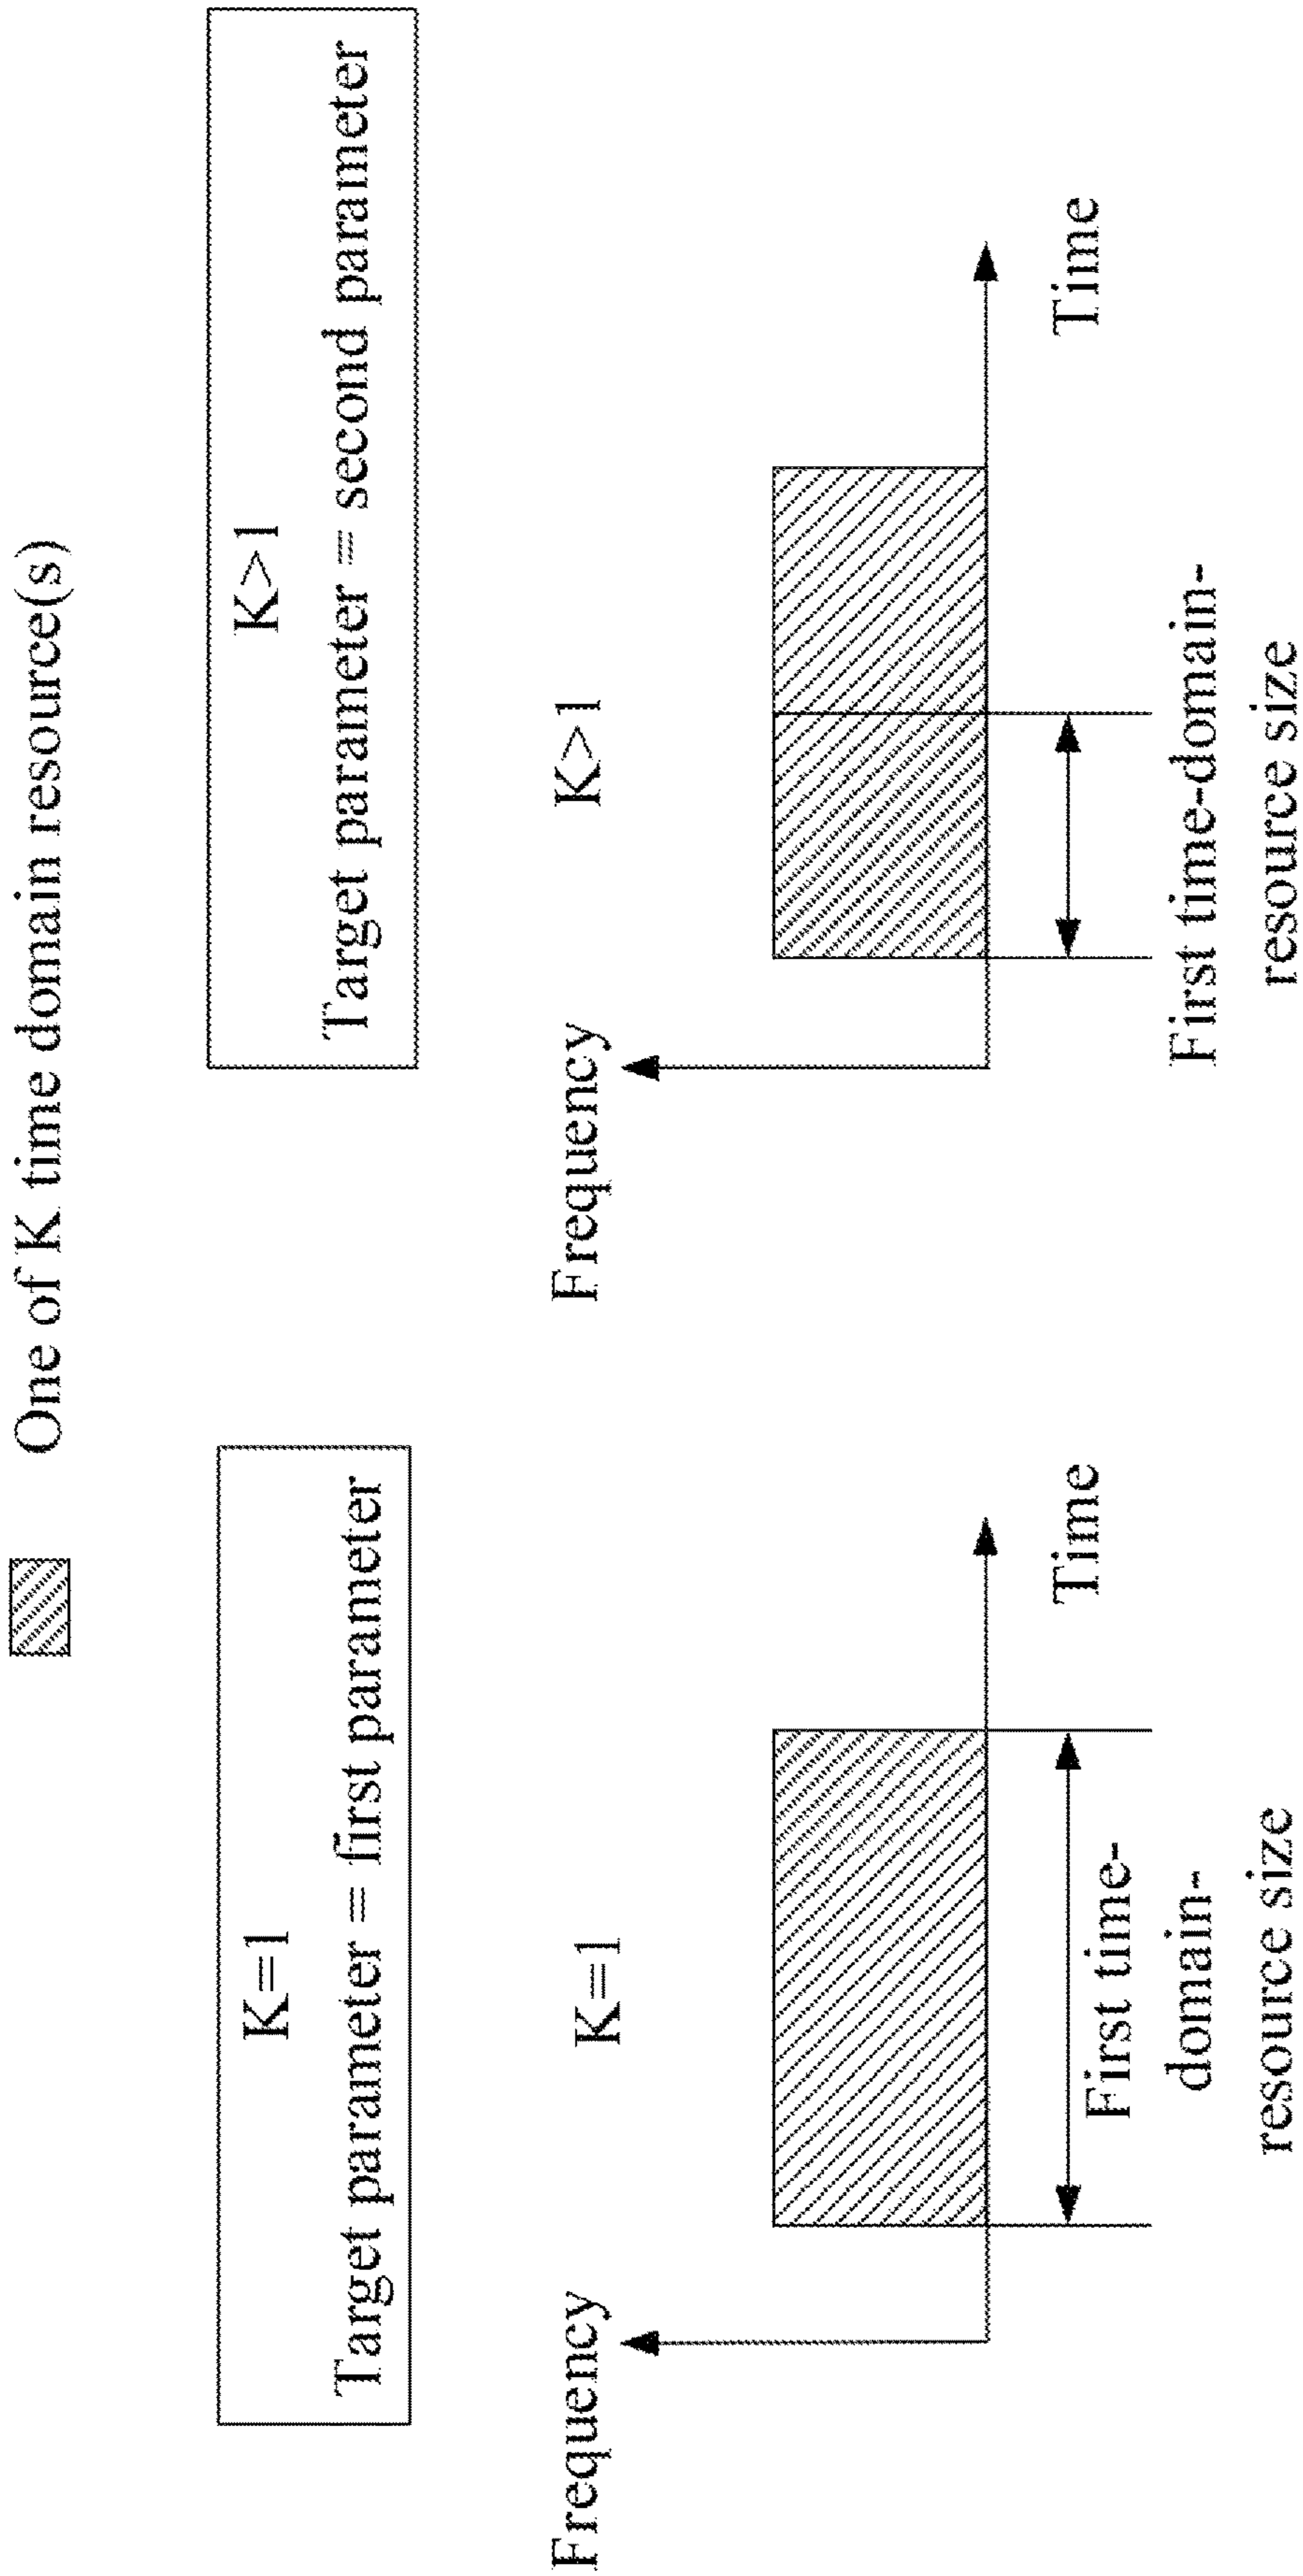 One of K time domain resource(s)
K=1
Target parameter = first parameter
K>1
Target parameter = second parameter
K=1
Frequency
Time
First time-
domain-
resource size
K>1
Frequency
Time
First time-domain-
resource size